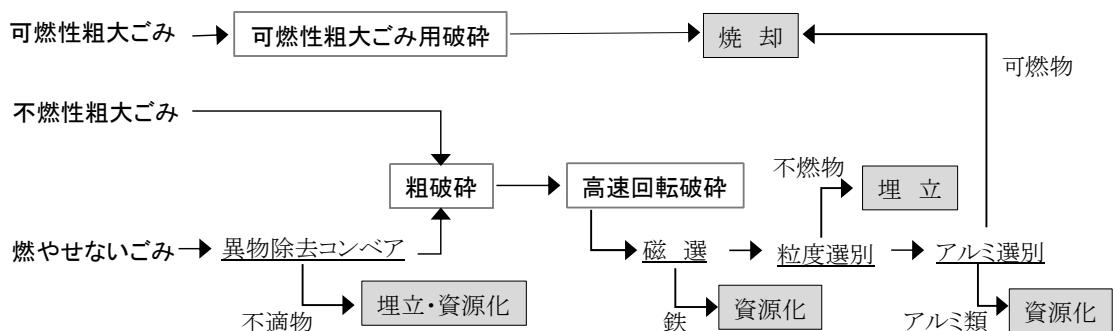 可燃性粗大ごみ 可燃性粗大ごみ用破砕 焼 却
可燃物
不燃性粗大ごみ
不燃物
粗破砕 高速回転破砕 埋 立
燃やせないごみ 異物除去コンベア 磁 選 粒度選別 アルミ選別
不適物 埋立・資源化 鉄 資源化 アルミ類 資源化